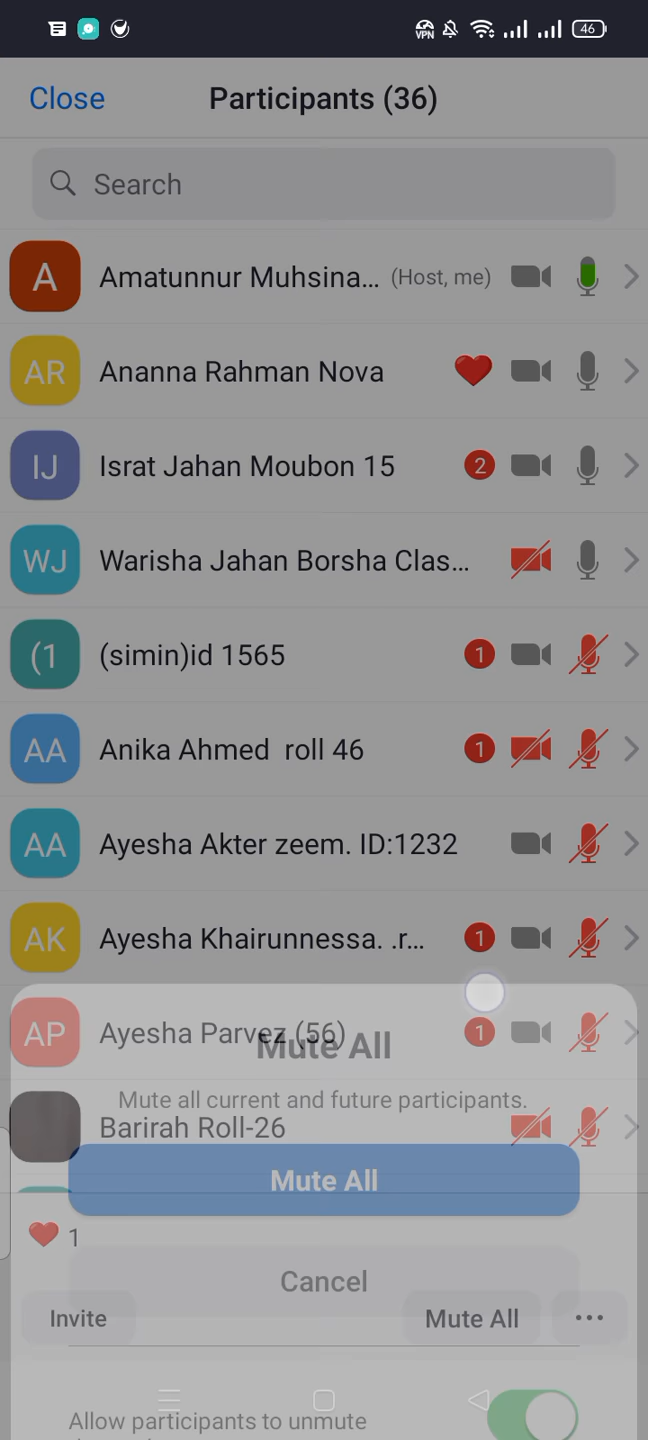 VPN 46
Close Participants (36)
Search
A Amatunnur Muhsina... (Host, me)
AR Ananna Rahman Nova
IJ Israt Jahan Moubon 15 2
WJ Warisha Jahan Borsha Clas...
(1 (simin)id 1565 1
AA Anika Ahmed roll 46 1
AA Ayesha Akter zeem. ID:1232
AK Ayesha Khairunnessa. .r... 1
AP Ayesha Parvez (56) 1
Mute All
Mute all current and future participants.
Barirah Roll-26
Mute All
1
Cancel
Invite Mute All ...
Allow participants to unmute